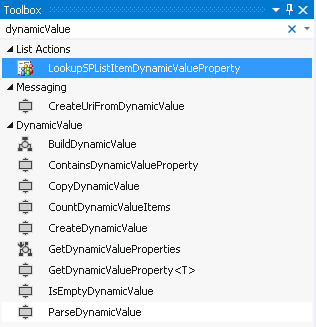 Toolbox
dynamicValue
List Actions
LookupSPListItemDynamicValueProperty
Messaging
CreateUriFromDynamicValue
DynamicValue
BuildDynamicValue
ContainsDynamicValueProperty
CopyDynamicValue
CountDynamicValueItems
CreateDynamicValue
GetDynamicValueProperties
GetDynamicValueProperty<T>
IsEmptyDynamicValue
ParseDynamicValue